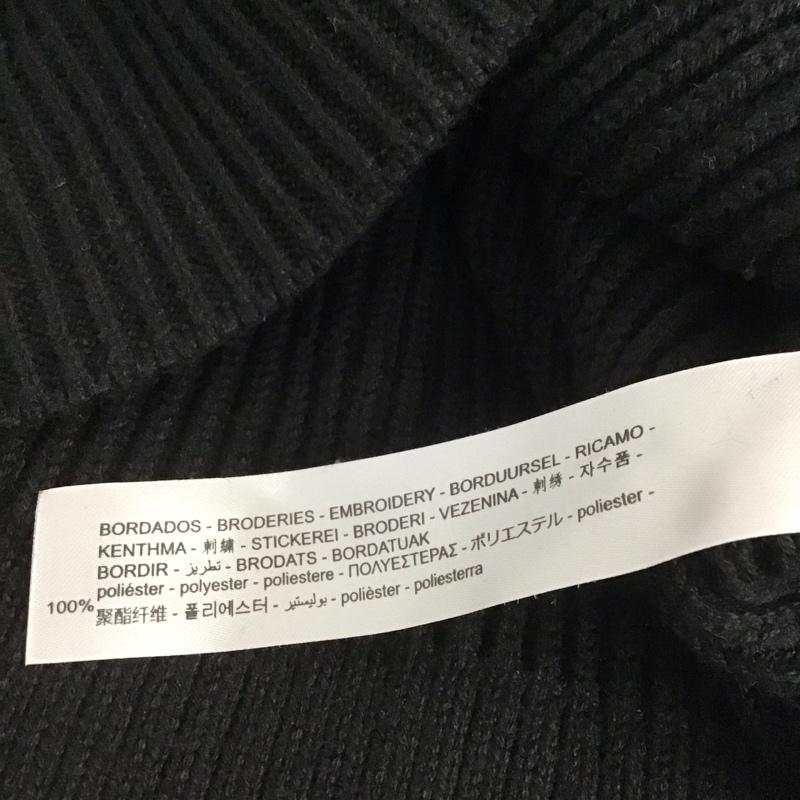 BORDADOS - BRODERIES - EMBROIDERY - BORDUURSEL - RICAMO -
KENTHMA - 刺繍 - STICKEREI - BRODERI - VEZENINA - 刺绣 - 자수품 -
BORDIR - تطريز - BRODATS - BORDATUAK
poliéster - polyester - poliestere - ΠΟΛΥΕΣΤΕΡΑΣ - ポリエステル - poliester -
100% 聚酯纤维 - 폴리에스터 - بوليستير - polièster - poliesterra